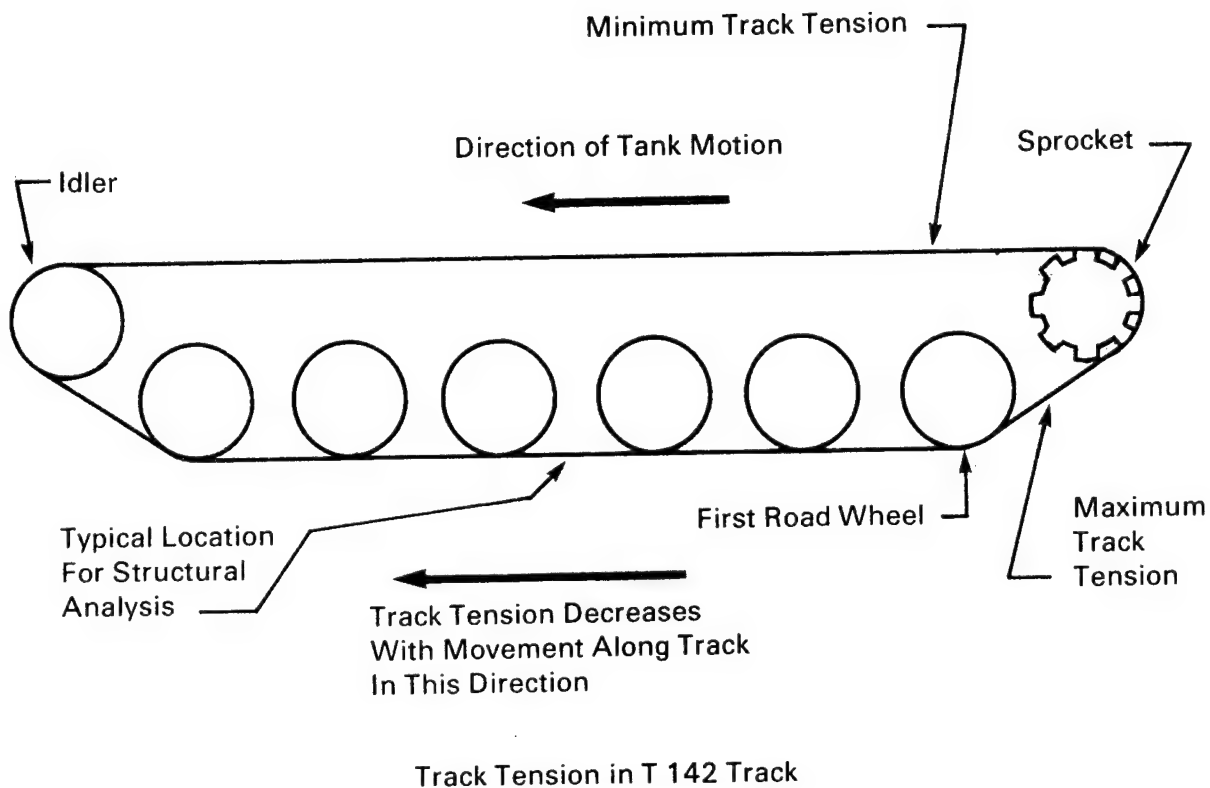 Minimum Track Tension
Direction of Tank Motion
Sprocket
Idler
First Road Wheel
Maximum
Track
Tension
Typical Location
For Structural
Analysis
Track Tension Decreases
With Movement Along Track
In This Direction
Track Tension in T 142 Track